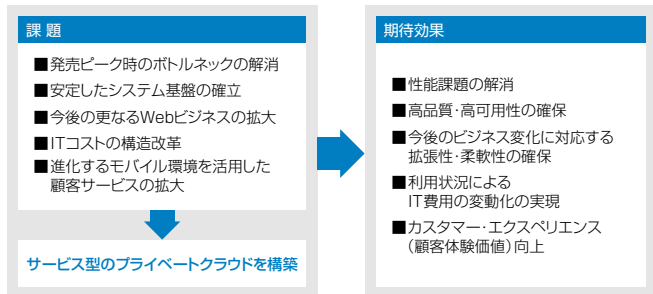 課 題
■発売ピーク時のボトルネックの解消
■安定したシステム基盤の確立
■今後の更なるWebビジネスの拡大
■ITコストの構造改革
■進化するモバイル環境を活用した
顧客サービスの拡大
サービス型のプライベートクラウドを構築
期待効果
■性能課題の解消
■高品質・高可用性の確保
■今後のビジネス変化に対応する
拡張性・柔軟性の確保
■利用状況による
IT費用の変動化の実現
■カスタマー・エクスペリエンス
（顧客体験価値）向上